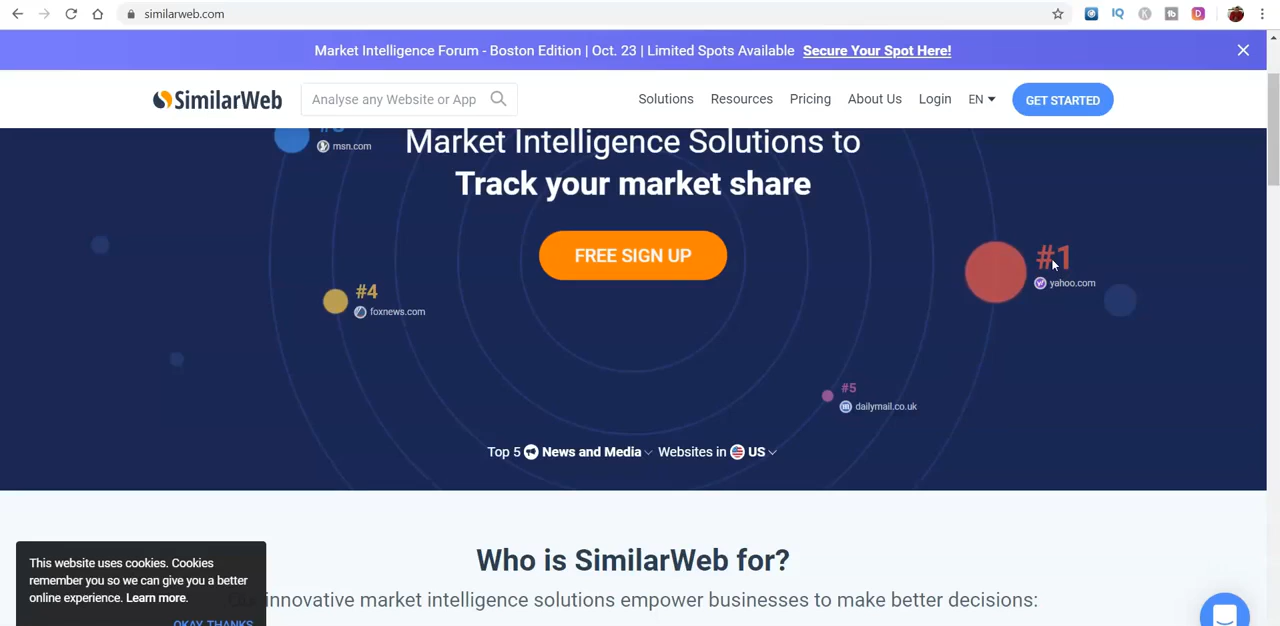 similarweb.com
IQ
Market Intelligence Forum - Boston Edition | Oct. 23 | Limited Spots Available Secure Your Spot Here!
SimilarWeb
Analyse any Website or App
Solutions
Resources
Pricing
About Us
Login
EN
GET STARTED
msn.com
Market Intelligence Solutions to
Track your market share
FREE SIGN UP
#1
yahoo.com
#4
foxnews.com
#5
dailymail.co.uk
Top 5 News and Media Websites in US
Who is SimilarWeb for?
innovative market intelligence solutions empower businesses to make better decisions:
This website uses cookies. Cookies
remember you so we can give you a better
online experience. Learn more.
OKAY, THANKS